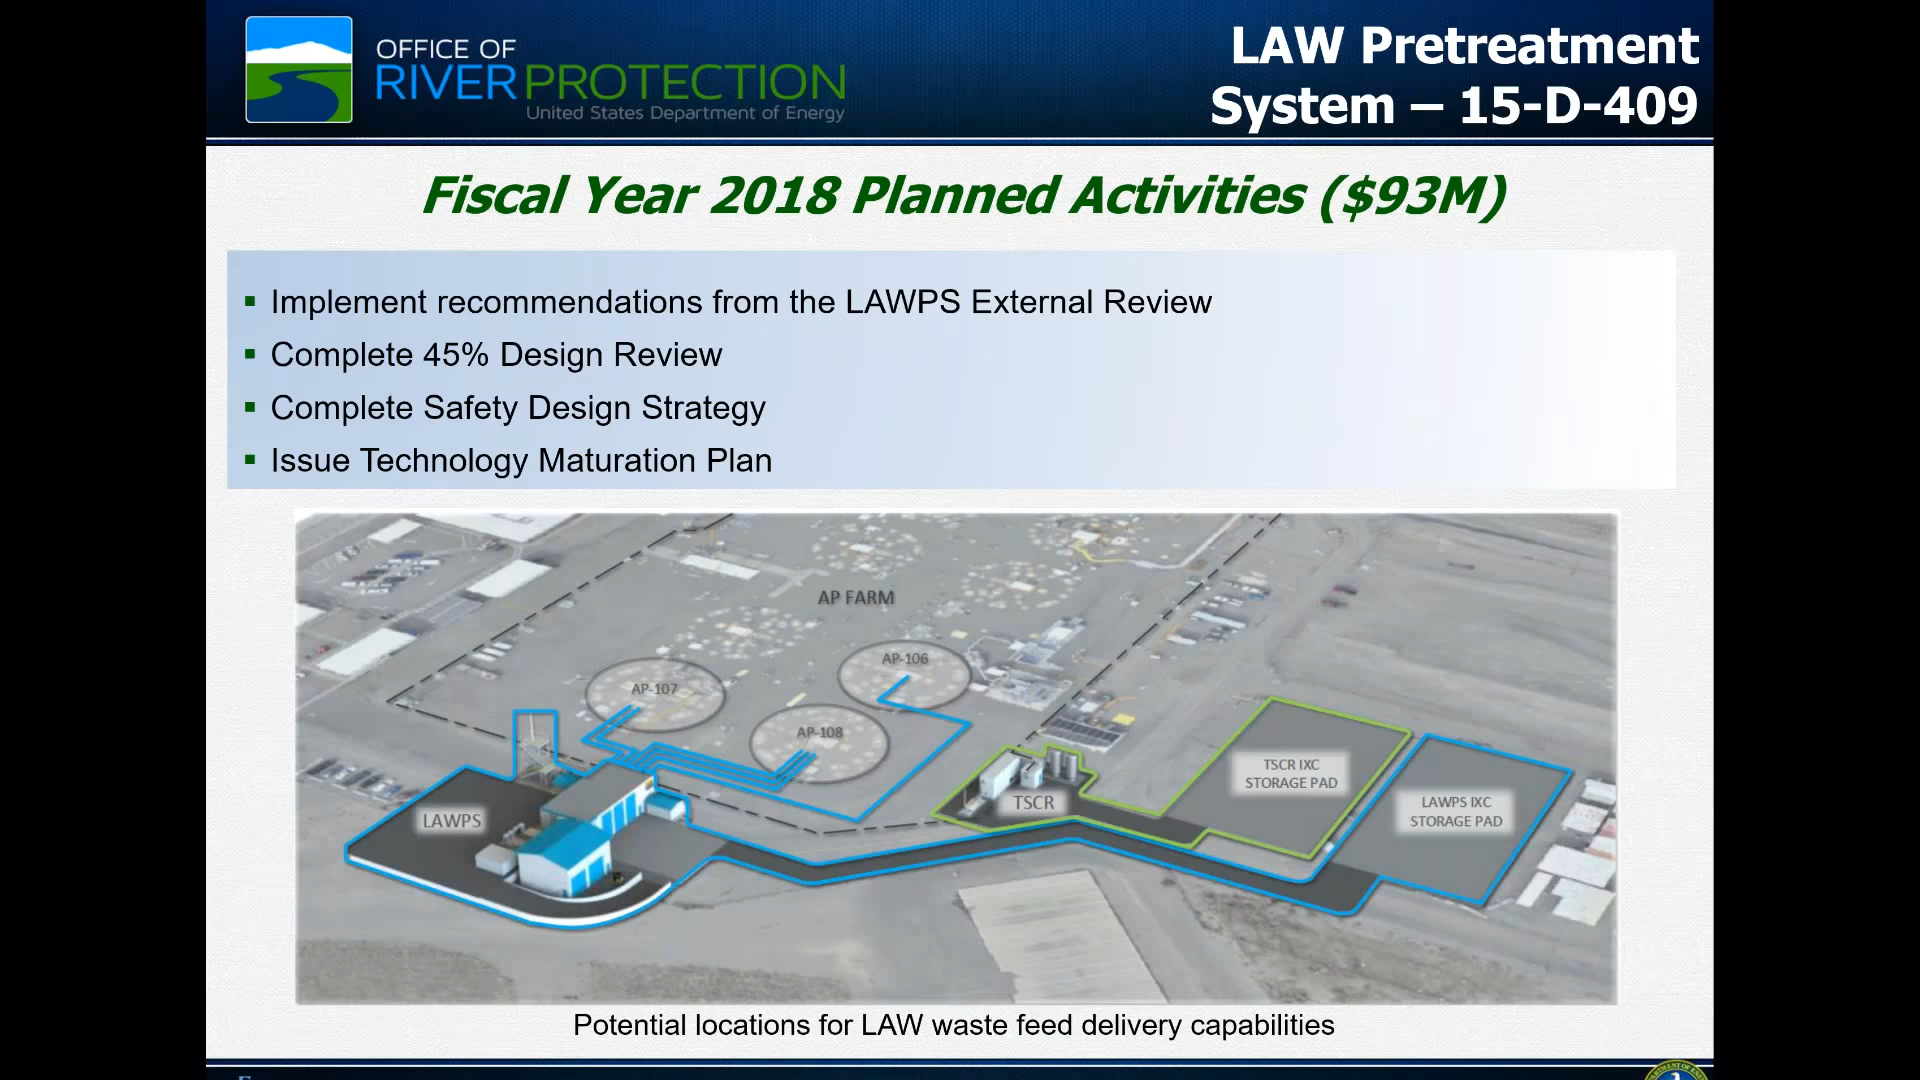 OFFICE OF
RIVER PROTECTION
United States Department of Energy
LAW Pretreatment
System – 15-D-409
Fiscal Year 2018 Planned Activities ($93M)
▪ Implement recommendations from the LAWPS External Review
▪ Complete 45% Design Review
▪ Complete Safety Design Strategy
▪ Issue Technology Maturation Plan
AP FARM
AP-106
AP-107
AP-108
TSCR IXC
STORAGE PAD
TSCR
LAWPS IXC
STORAGE PAD
LAWPS
Potential locations for LAW waste feed delivery capabilities